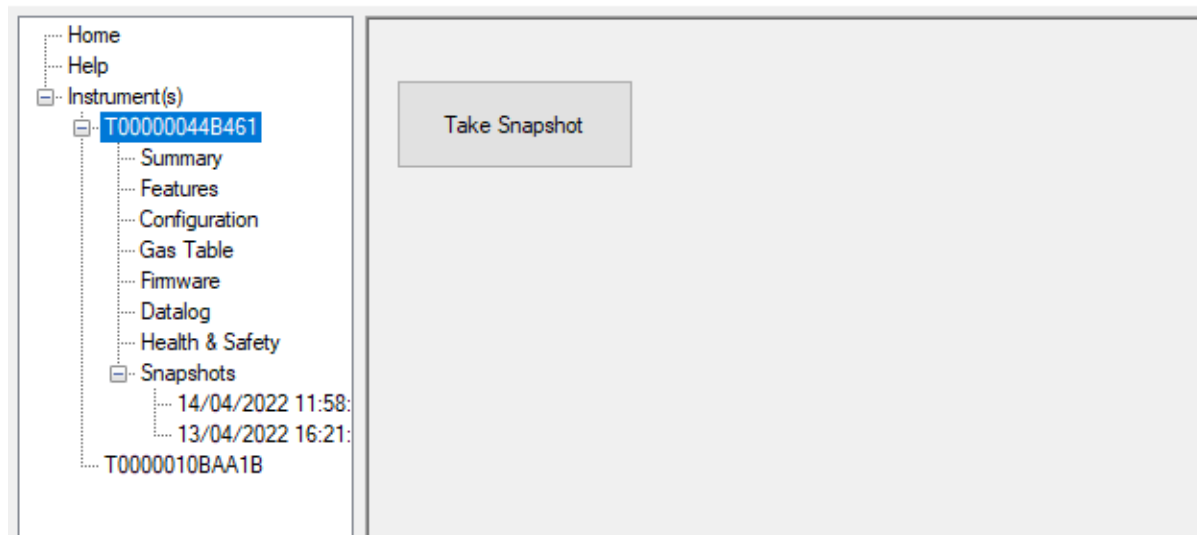 Home
Help
Instrument(s)
T00000044B461
Summary
Features
Configuration
Gas Table
Firmware
Datalog
Health & Safety
Snapshots
14/04/2022 11:58:
13/04/2022 16:21:
T0000010BAA1B
Take Snapshot